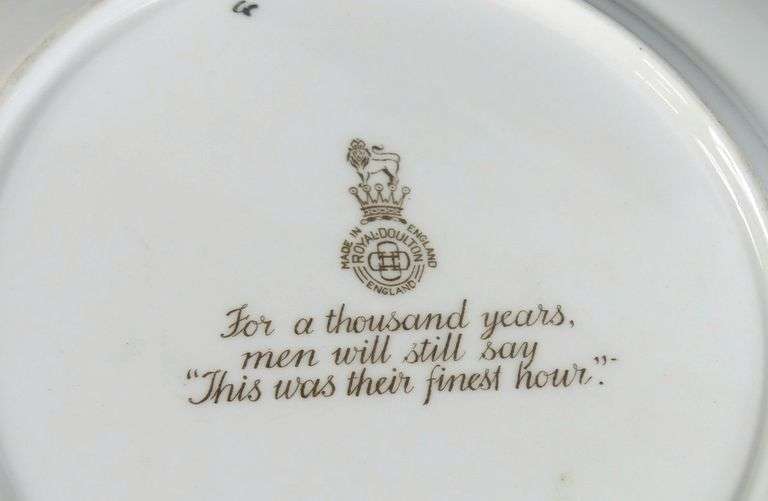 MADE IN ENGLAND
ROYAL·DOULTON
ENGLAND
For a thousand years,
men will still say
"This was their finest hour".